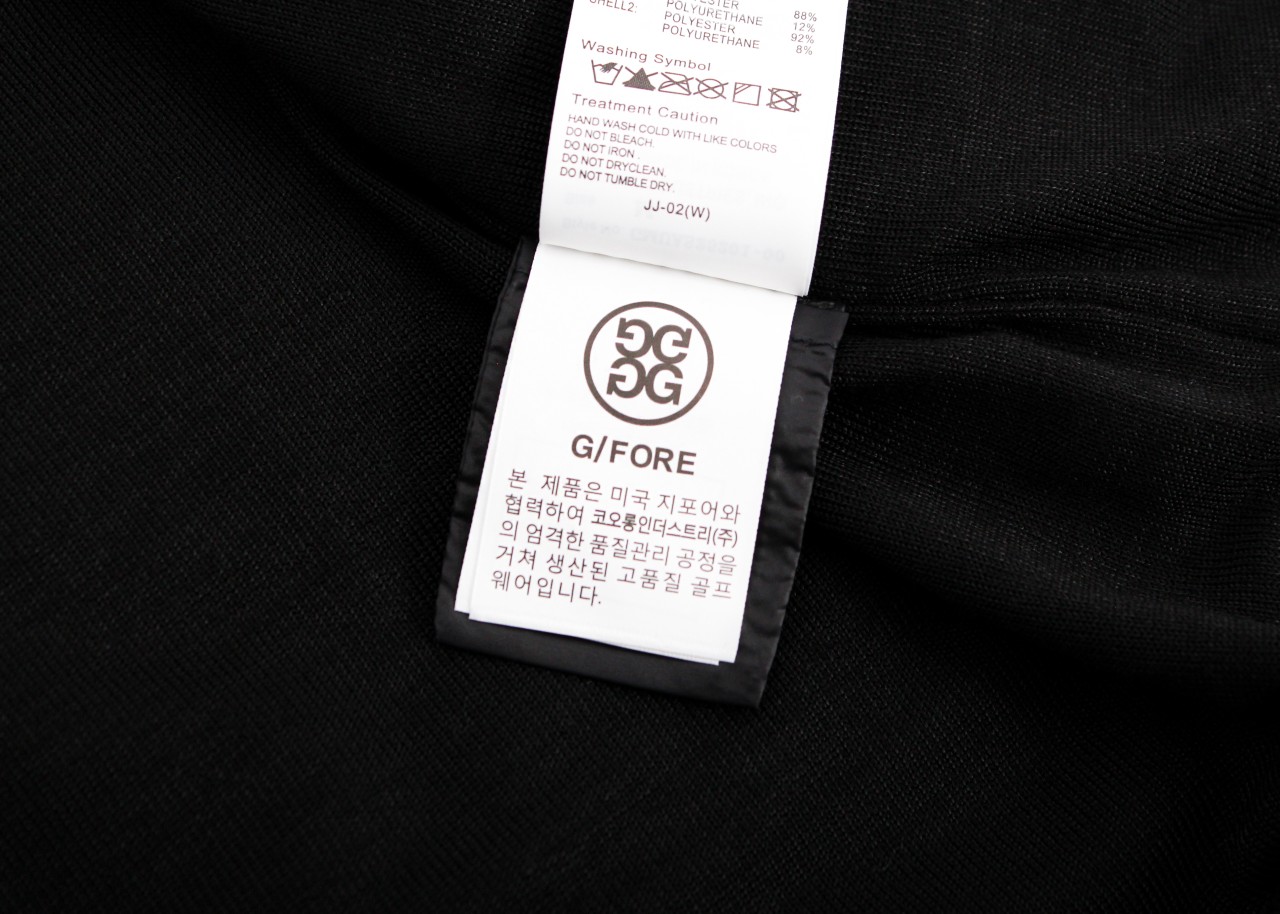 POLYURETHANE 88%
SHELL2: POLYESTER 12%
POLYURETHANE 92%
8%
Washing Symbol
Treatment Caution
HAND WASH COLD WITH LIKE COLORS
DO NOT BLEACH.
DO NOT IRON .
DO NOT DRYCLEAN.
DO NOT TUMBLE DRY.
JJ-02(W)
G/FORE
본 제품은 미국 지포어와
협력하여 코오롱인더스트리(주)
의 엄격한 품질관리 공정을
거쳐 생산된 고품질 골프
웨어입니다.